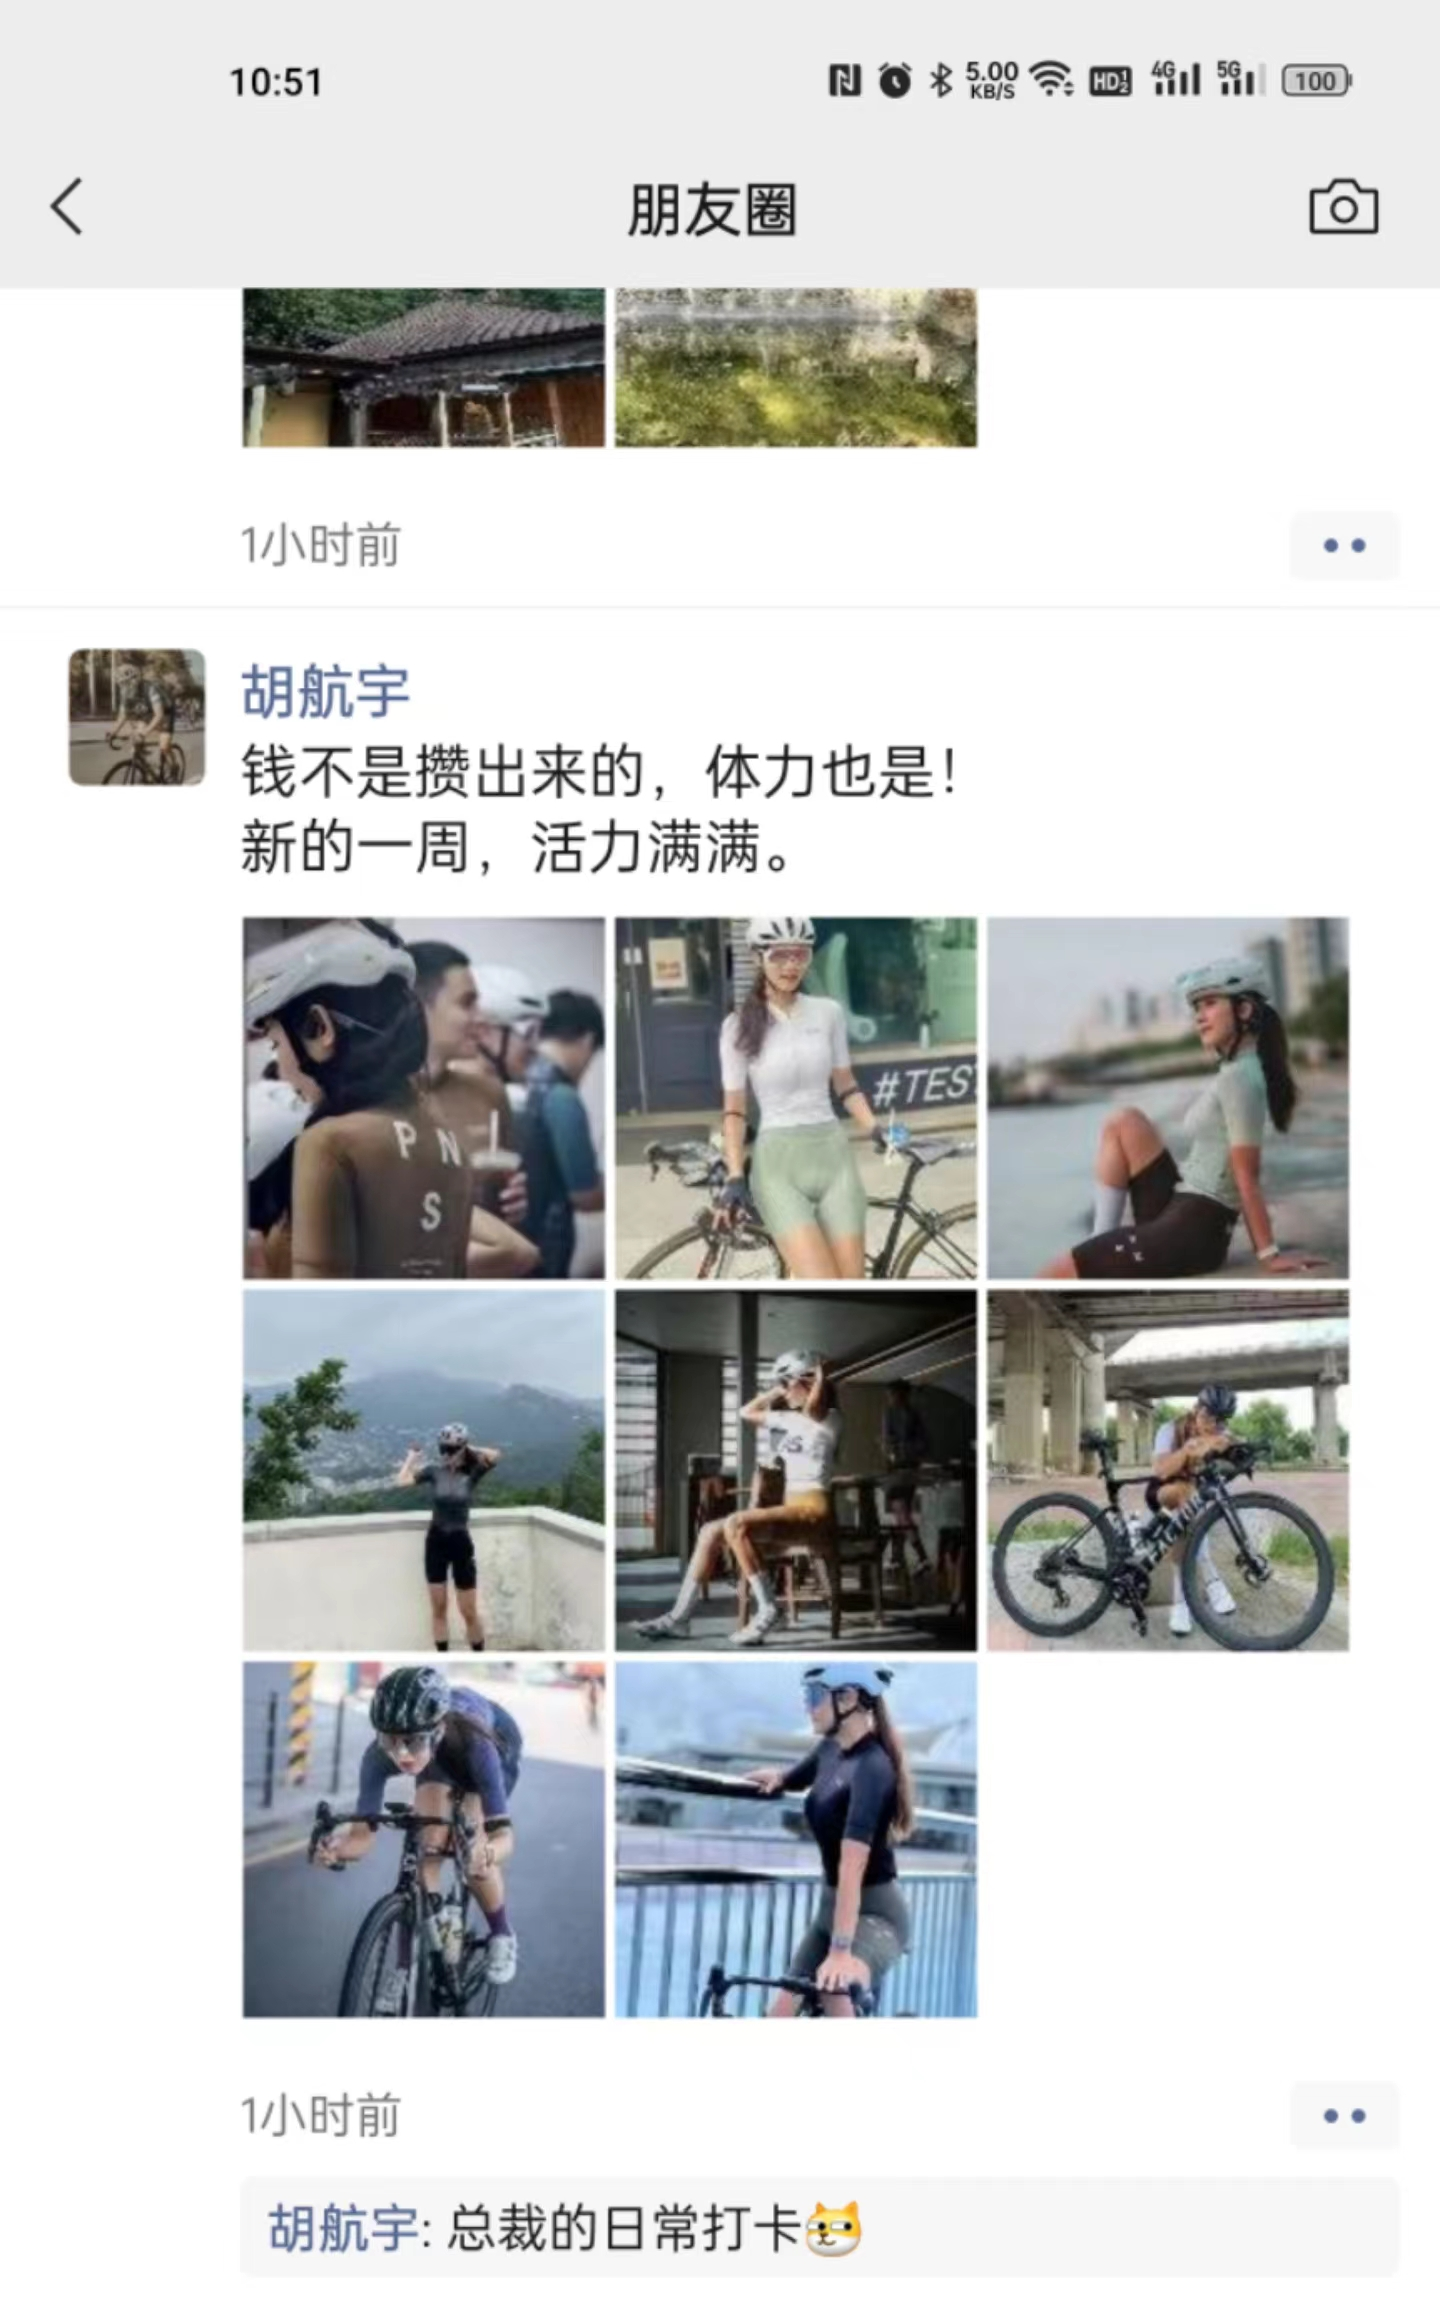 10:51
5.00 KB/S
HD 1 2
4G
5G
100
朋友圈
1小时前
胡航宇
钱不是攒出来的，体力也是！
新的一周，活力满满。
P N
S
#TES
1小时前
胡航宇: 总裁的日常打卡